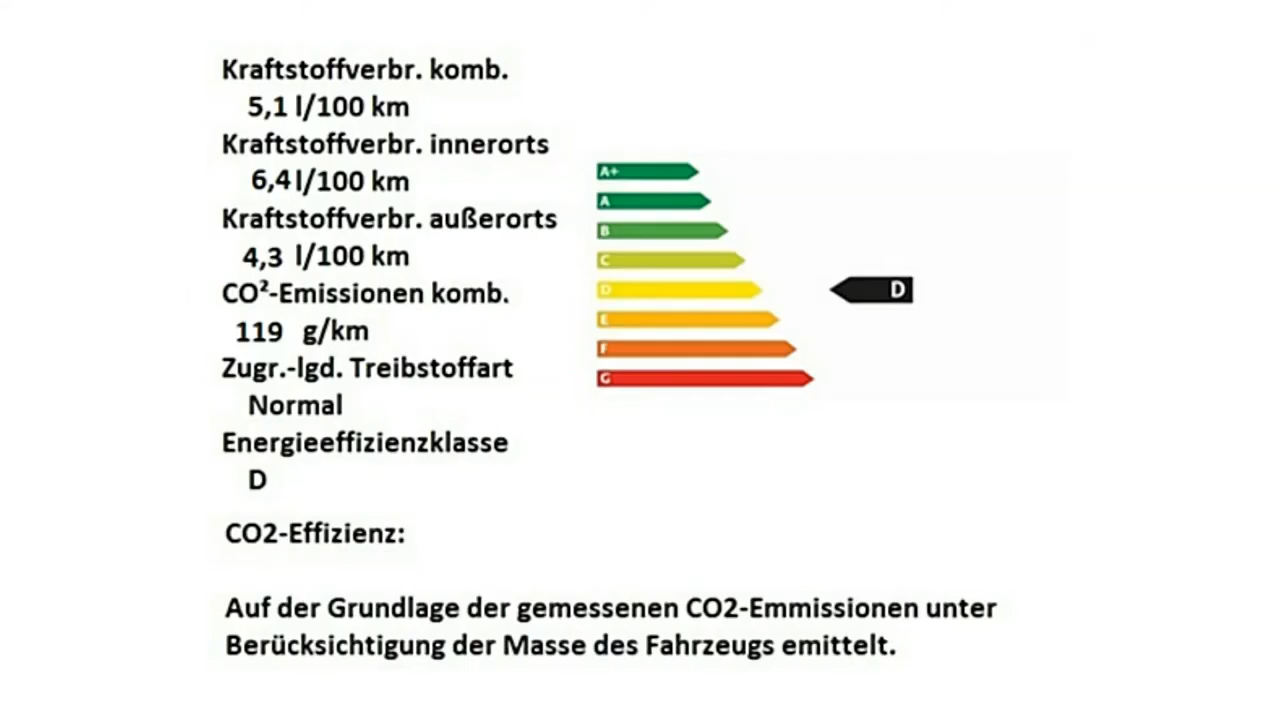 Kraftstoffverbr. komb.
5,1 l/100 km
Kraftstoffverbr. innerorts
6,4 l/100 km
Kraftstoffverbr. außerorts
4,3 l/100 km
CO²-Emissionen komb.
119 g/km
Zugr.-lgd. Treibstoffart
Normal
Energieeffizienzklasse
D
A+
A
B
C
D
D
E
F
G
CO2-Effizienz:
Auf der Grundlage der gemessenen CO2-Emmissionen unter
Berücksichtigung der Masse des Fahrzeugs emittelt.